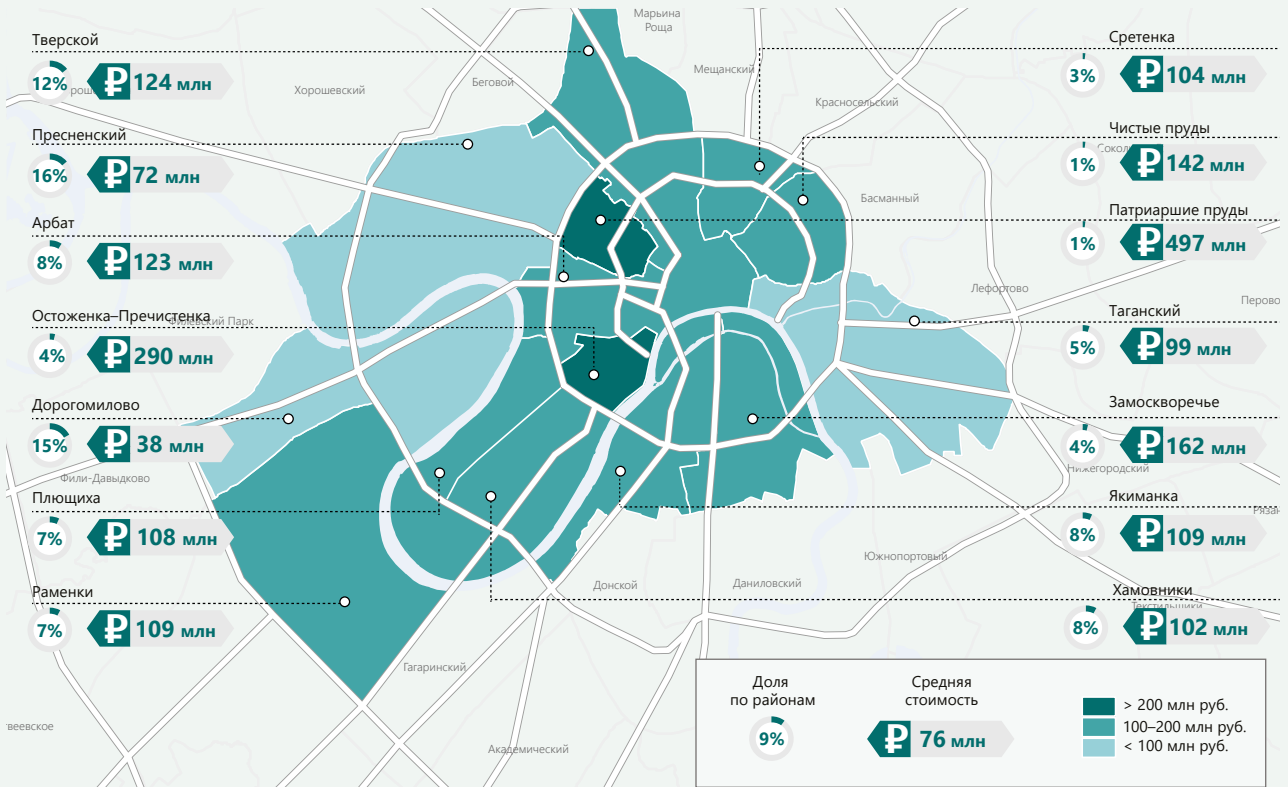 Марьина
Роща
Мещанский
Хорошевский
Беговой
Красносельский
Басманный
Лефортово
Перово
Нижегородский
Южнопортовый
Текстильщики
Донской
Даниловский
Гагаринский
Академический
Фили-Давыдково
Филёвский Парк
Тверской
12%
₽ 124 млн
Пресненский
16%
₽ 72 млн
Арбат
8%
₽ 123 млн
Остоженка–Пречистенка
4%
₽ 290 млн
Дорогомилово
15%
₽ 38 млн
Плющиха
7%
₽ 108 млн
Раменки
7%
₽ 109 млн
Сретенка
3%
₽ 104 млн
Чистые пруды
1%
₽ 142 млн
Патриаршие пруды
1%
₽ 497 млн
Таганский
5%
₽ 99 млн
Замоскворечье
4%
₽ 162 млн
Якиманка
8%
₽ 109 млн
Хамовники
8%
₽ 102 млн
Доля
по районам
9%
Средняя
стоимость
₽ 76 млн
> 200 млн руб.
100–200 млн руб.
< 100 млн руб.